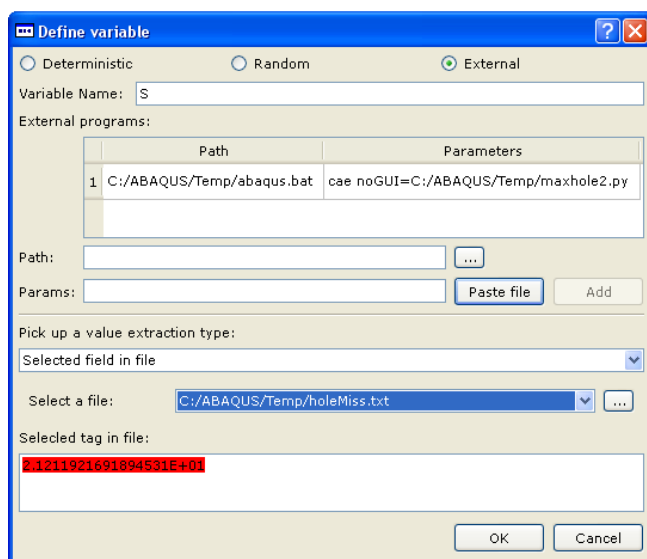 Define variable
Deterministic Random External
Variable Name: S
External programs:
Path Parameters
1 C:/ABAQUS/Temp/abaqus.bat cae noGUI=C:/ABAQUS/Temp/maxhole2.py
Path: ...
Params: Paste file Add
Pick up a value extraction type:
Selected field in file
Select a file: C:/ABAQUS/Temp/holeMiss.txt ...
Selecled tag in file:
2.1211921691894531E+01
OK Cancel